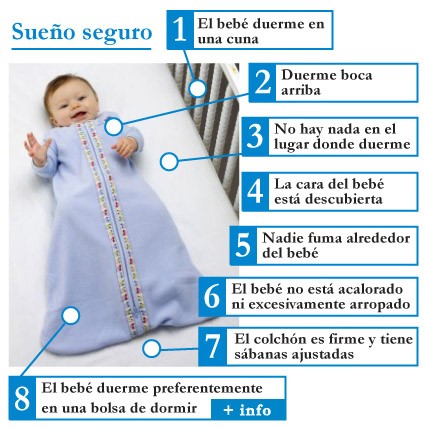 Sueño seguro
1 El bebé duerme en
una cuna
2 Duerme boca
arriba
3 No hay nada en el
lugar donde duerme
4 La cara del bebé
está descubierta
5 Nadie fuma alrededor
del bebé
6 El bebé no está acalorado
ni excesivamente arropado
7 El colchón es firme y tiene
sábanas ajustadas
8 El bebé duerme preferentemente
en una bolsa de dormir + info